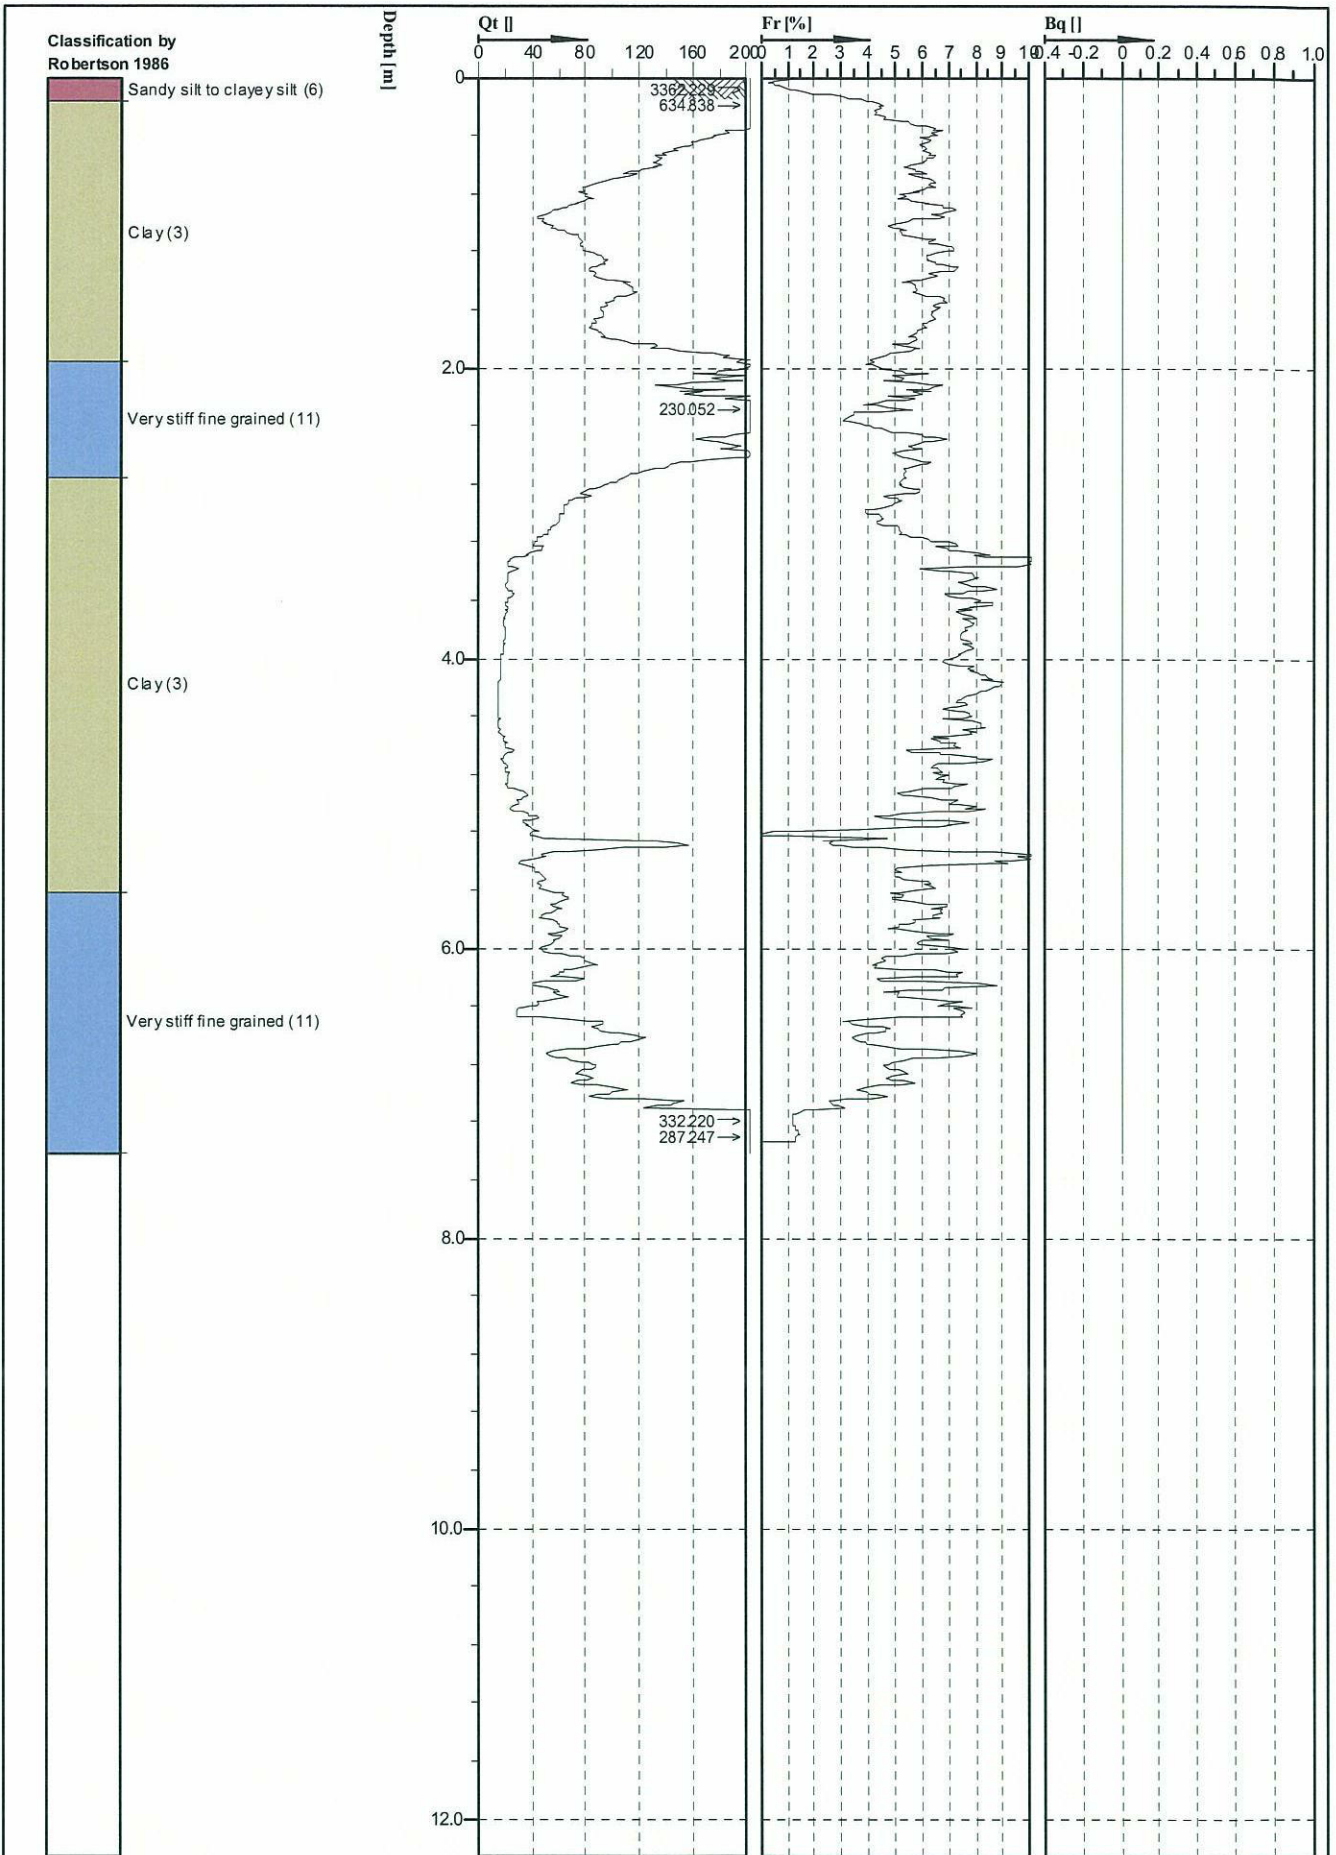 Classification by
Robertson 1986
Depth [m]
Qt []
0 40 80 120 160 200
Fr [%]
0 1 2 3 4 5 6 7 8 9 10
Bq []
-0.4 -0.2 0 0.2 0.4 0.6 0.8 1.0
0
Sandy silt to clayey silt (6)
3362.229
634.838
Clay (3)
2.0
230.052
Very stiff fine grained (11)
4.0
Clay (3)
6.0
Very stiff fine grained (11)
332.220
287.247
8.0
10.0
12.0